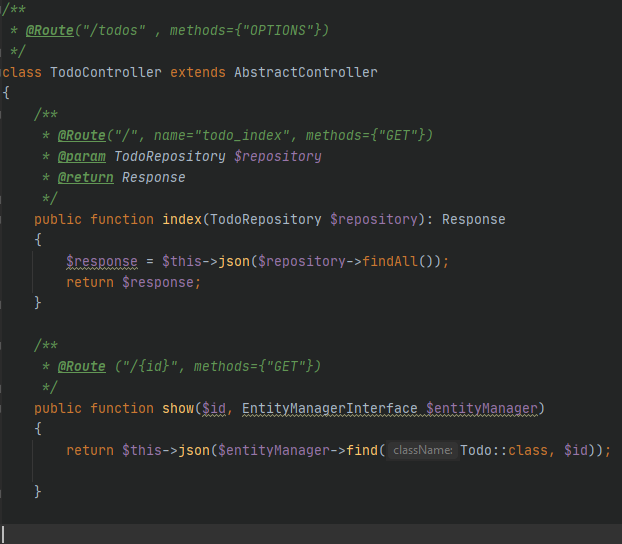 /**
 * @Route("/todos" , methods={"OPTIONS"})
 */
class TodoController extends AbstractController
{
    /**
     * @Route("/", name="todo_index", methods={"GET"})
     * @param TodoRepository $repository
     * @return Response
     */
    public function index(TodoRepository $repository): Response
    {
        $response = $this->json($repository->findAll());
        return $response;
    }
    /**
     * @Route ("/{id}", methods={"GET"})
     */
    public function show($id, EntityManagerInterface $entityManager)
    {
        return $this->json($entityManager->find( className: Todo::class, $id));
    }